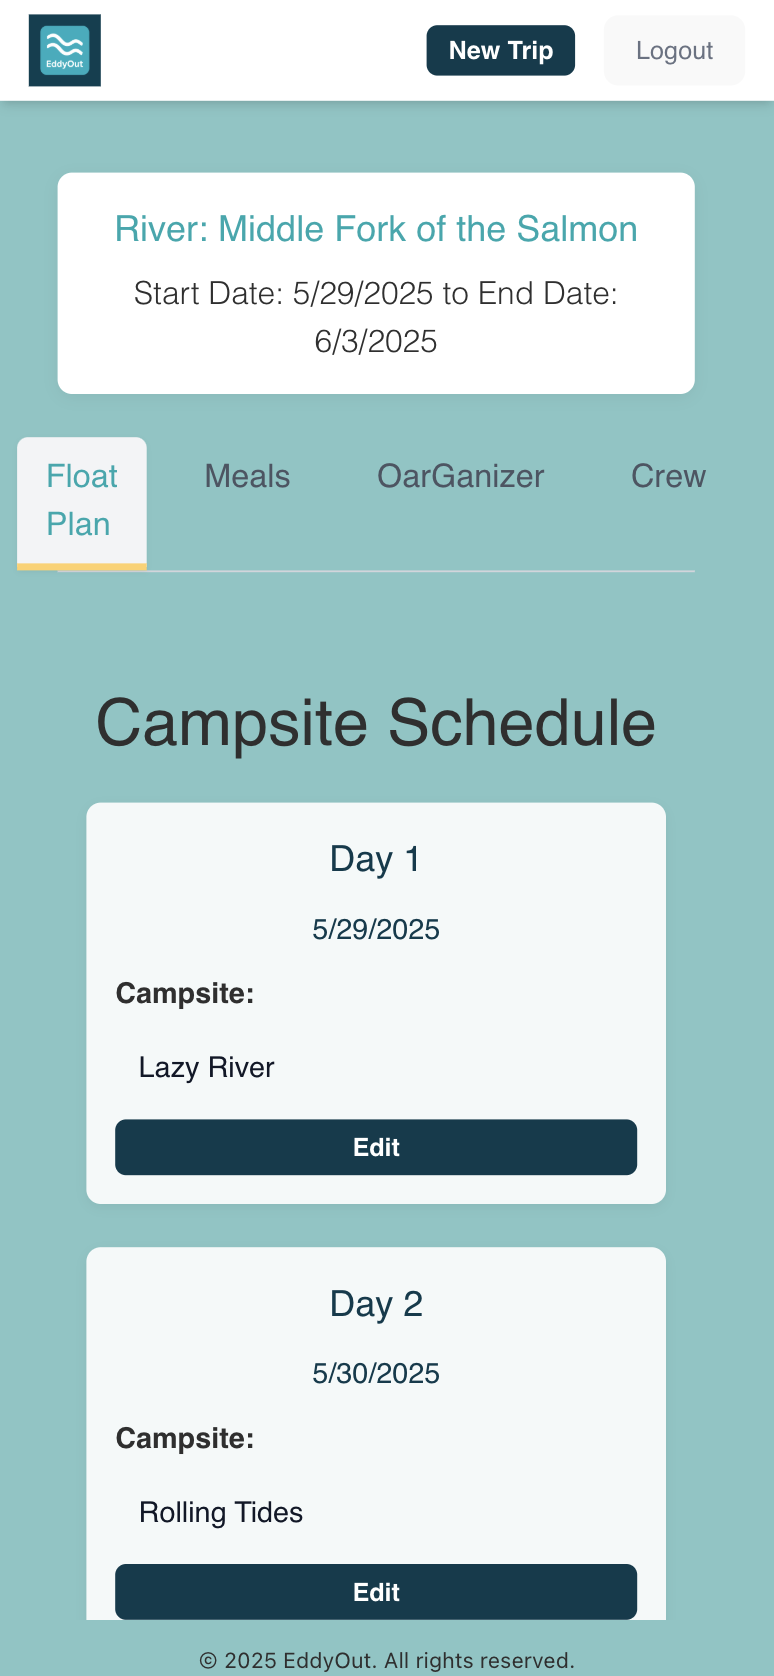 EddyOut
New Trip
Logout
River: Middle Fork of the Salmon
Start Date: 5/29/2025 to End Date:
6/3/2025
Float
Plan
Meals
OarGanizer
Crew
Campsite Schedule
Day 1
5/29/2025
Campsite:
Lazy River
Edit
Day 2
5/30/2025
Campsite:
Rolling Tides
Edit
© 2025 EddyOut. All rights reserved.